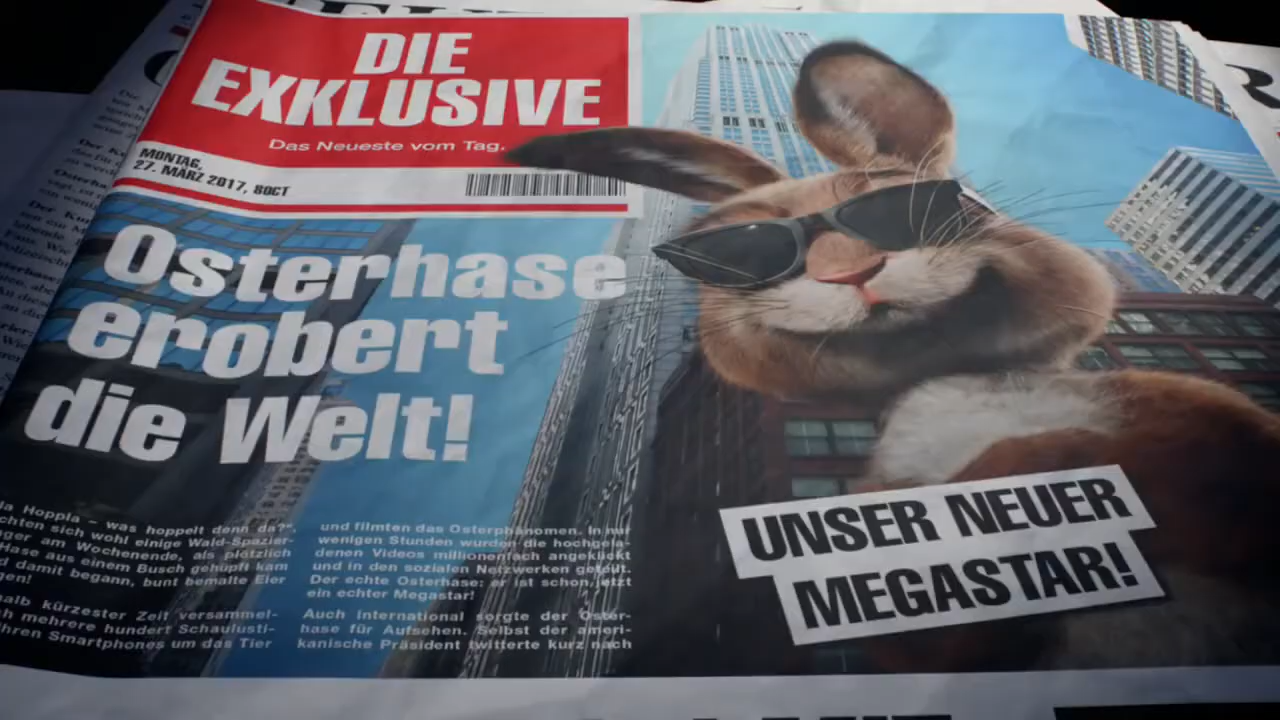 DIE
EXKLUSIVE
Das Neueste vom Tag.
MONTAG,
27. MÄRZ 2017, 80CT
Osterhase
erobert
die Welt!
UNSER NEUER
MEGASTAR!
la Hoppla – was hoppelt denn da?",
chten sich wohl einige Wald-Spazier-
ger am Wochenende, als plötzlich
Hase aus einem Busch gehüpft kam
d damit begann, bunt bemalte Eier
gen!
alb kürzester Zeit versammel-
ch mehrere hundert Schaulusti-
hren Smartphones um das Tier
und filmten das Osterphänomen. In nur
wenigen Stunden wurden die hochgela-
denen Videos millionenfach angeklickt
und in den sozialen Netzwerken geteilt.
Der echte Osterhase: er ist schon jetzt
ein echter Megastar!
Auch International sorgte der Oster-
hase für Aufsehen. Selbst der ameri-
kanische Präsident twitterte kurz nach